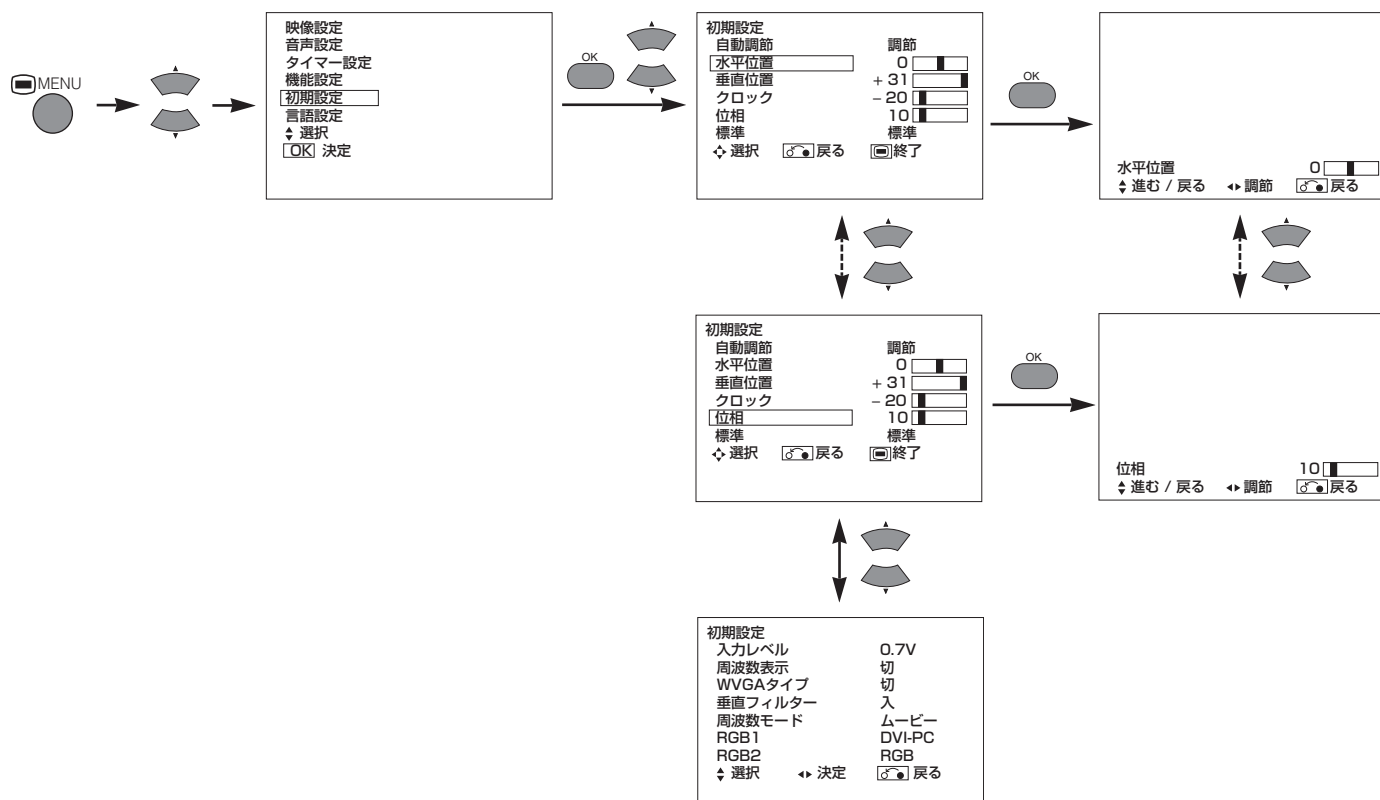 MENU
映像設定
音声設定
タイマー設定
機能設定
初期設定
言語設定
選択
OK 決定
OK
初期設定
自動調節 調節
水平位置 0
垂直位置 + 31
クロック − 20
位相 10
標準 標準
選択 戻る 終了
OK
水平位置 0
進む / 戻る 調節 戻る
初期設定
自動調節 調節
水平位置 0
垂直位置 + 31
クロック − 20
位相 10
標準 標準
選択 戻る 終了
OK
位相 10
進む / 戻る 調節 戻る
初期設定
入力レベル 0.7V
周波数表示 切
WVGAタイプ 切
垂直フィルター 入
周波数モード ムービー
RGB1 DVI-PC
RGB2 RGB
選択 決定 戻る